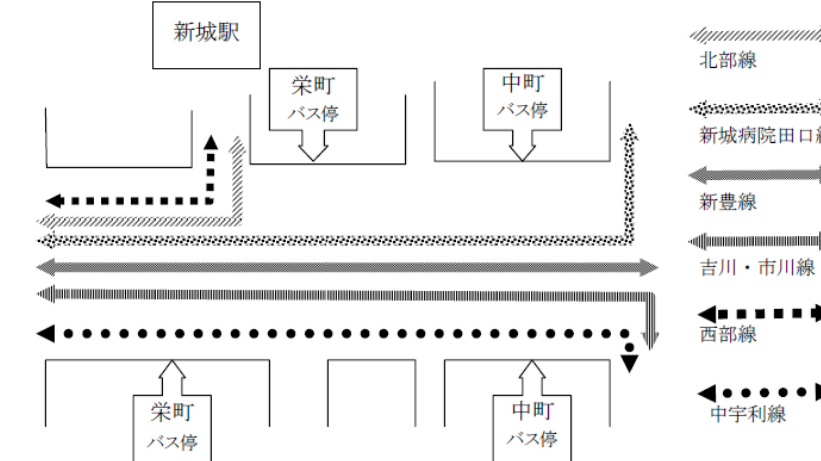 新城駅
栄町
バス停
中町
バス停
北部線
新城病院田口
新豊線
吉川・市川線
西部線
中宇利線
栄町
バス停
中町
バス停